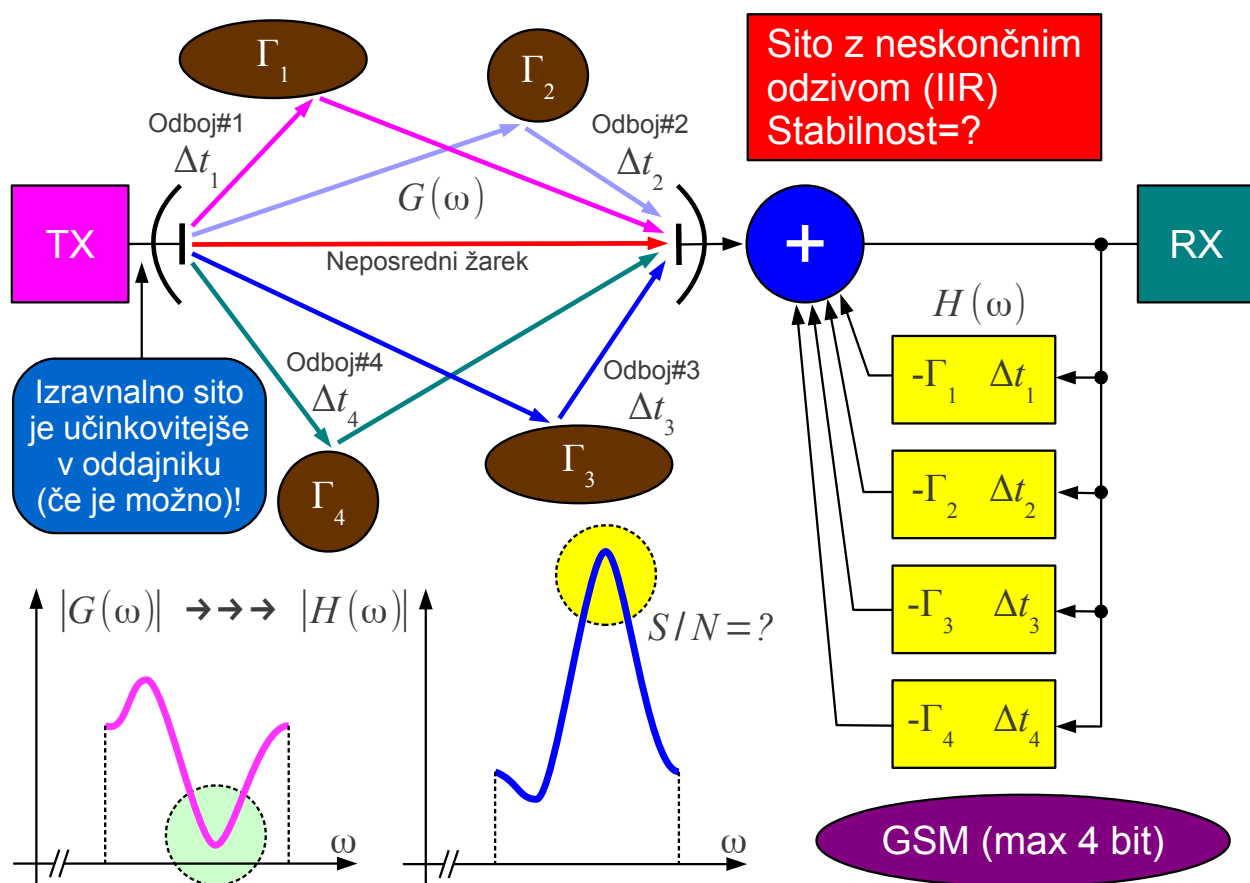 Γ₁
Γ₂
Sito z neskončnim
odzivom (IIR)
Stabilnost=?
Odboj#1
Δt₁
Odboj#2
Δt₂
G(ω)
TX
Neposredni žarek
+
RX
H(ω)
Izravnalno sito
je učinkovitejše
v oddajniku
(če je možno)!
Odboj#4
Δt₄
Odboj#3
Δt₃
Γ₃
Γ₄
-Γ₁ Δt₁
-Γ₂ Δt₂
-Γ₃ Δt₃
-Γ₄ Δt₄
|G(ω)| →→→ |H(ω)|
S/N=?
ω
ω
GSM (max 4 bit)